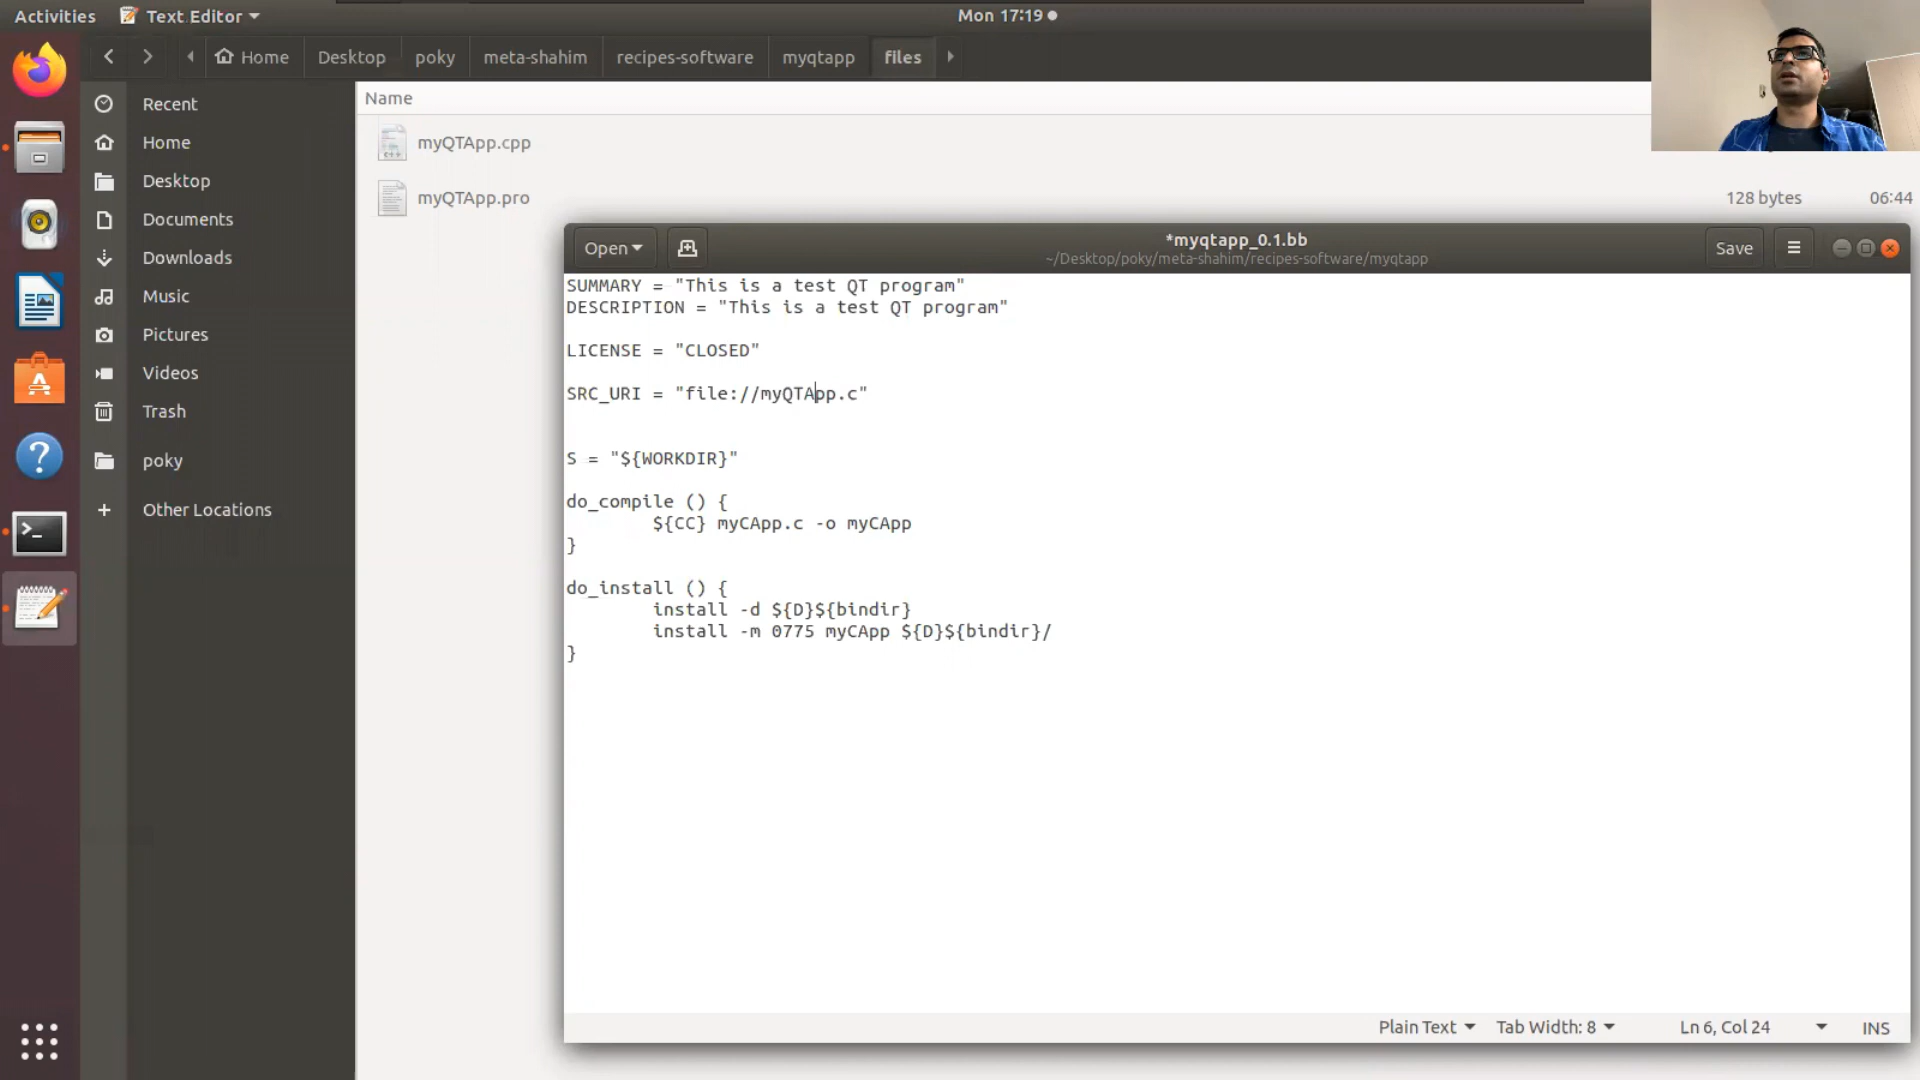 Activities
Text Editor
Mon 17:19
Home
Desktop
poky
meta-shahim
recipes-software
myqtapp
files
Recent
Home
Desktop
Documents
Downloads
Music
Pictures
Videos
Trash
poky
+ Other Locations
Name
myQTApp.cpp
myQTApp.pro
128 bytes
06:44
Open
*myqtapp_0.1.bb
~/Desktop/poky/meta-shahim/recipes-software/myqtapp
Save
SUMMARY = "This is a test QT program"
DESCRIPTION = "This is a test QT program"
LICENSE = "CLOSED"
SRC_URI = "file://myQTApp.c"
S = "${WORKDIR}"
do_compile () {
${CC} myCApp.c -o myCApp
}
do_install () {
install -d ${D}${bindir}
install -m 0775 myCApp ${D}${bindir}/
}
Plain Text
Tab Width: 8
Ln 6, Col 24
INS